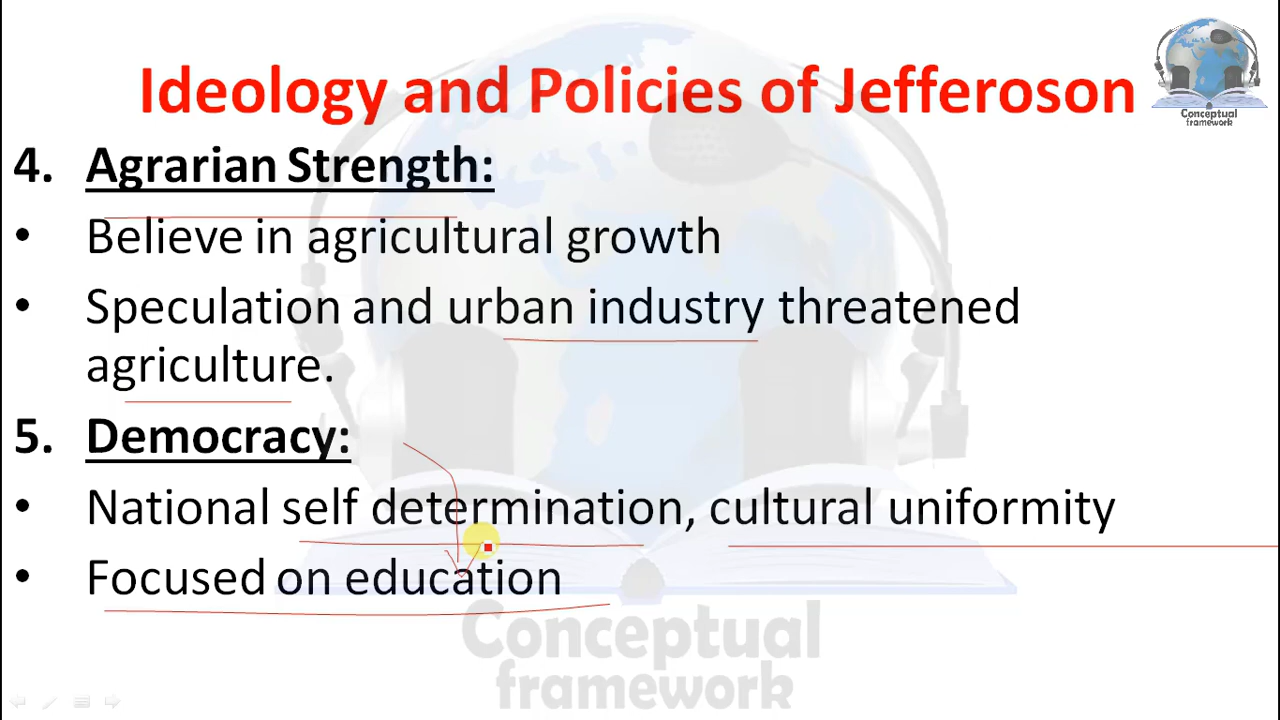 Ideology and Policies of Jefferoson
Conceptual
framework
4. Agrarian Strength:
• Believe in agricultural growth
• Speculation and urban industry threatened
agriculture.
5. Democracy:
• National self determination, cultural uniformity
• Focused on education
Conceptual
framework